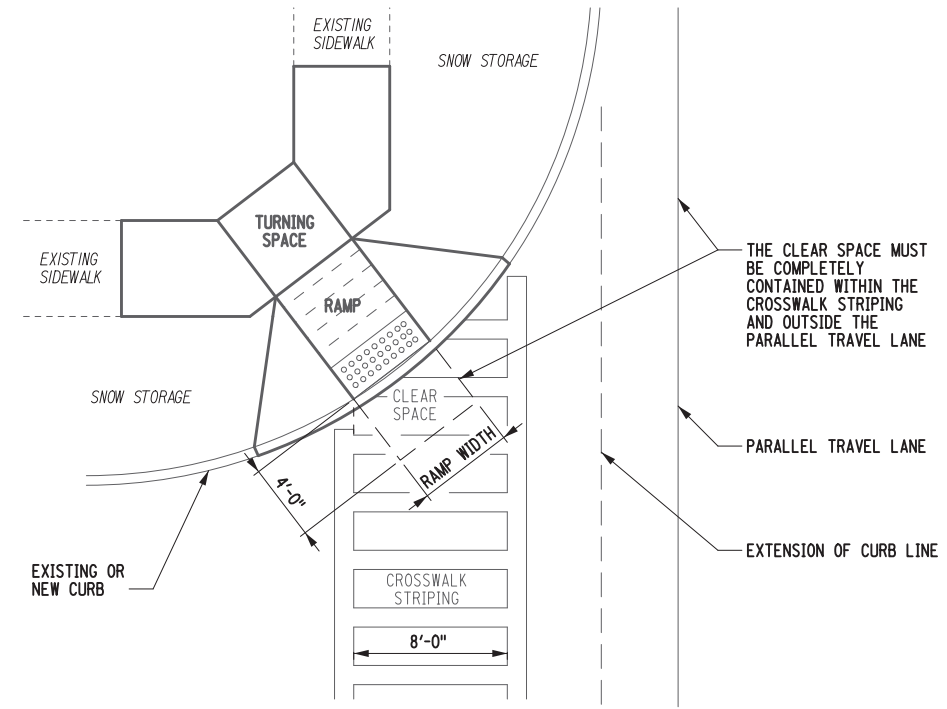 EXISTING
SIDEWALK
SNOW STORAGE
TURNING
SPACE
EXISTING
SIDEWALK
RAMP
THE CLEAR SPACE MUST
BE COMPLETELY
CONTAINED WITHIN THE
CROSSWALK STRIPING
AND OUTSIDE THE
PARALLEL TRAVEL LANE
SNOW STORAGE
CLEAR
SPACE
RAMP WIDTH
4'-0"
PARALLEL TRAVEL LANE
EXTENSION OF CURB LINE
EXISTING OR
NEW CURB
CROSSWALK
STRIPING
8'-0"